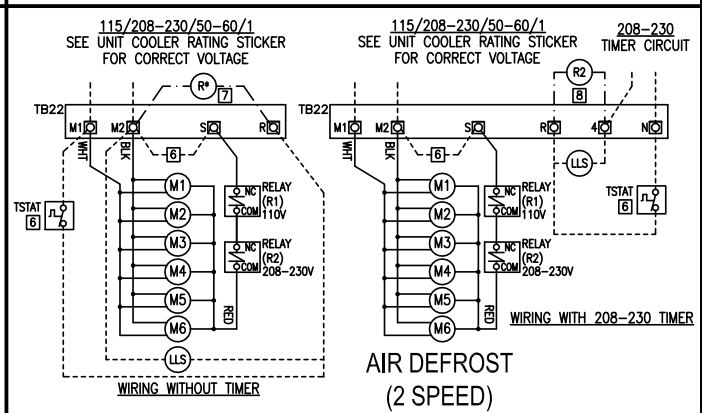 115/208-230/50-60/1
SEE UNIT COOLER RATING STICKER
FOR CORRECT VOLTAGE
R*
7
TB22
M1
M2
S
R
WHT
BLK
6
TSTAT
6
M1
M2
M3
M4
M5
M6
NC
COM
RELAY
(R1)
110V
NC
COM
RELAY
(R2)
208-230V
RED
LLS
WIRING WITHOUT TIMER
115/208-230/50-60/1
SEE UNIT COOLER RATING STICKER
FOR CORRECT VOLTAGE
208-230
TIMER CIRCUIT
R2
8
TB22
M1
M2
S
R
4
N
WHT
BLK
6
LLS
TSTAT
6
M1
M2
M3
M4
M5
M6
NC
COM
RELAY
(R1)
110V
NC
COM
RELAY
(R2)
208-230V
RED
WIRING WITH 208-230 TIMER
AIR DEFROST
(2 SPEED)